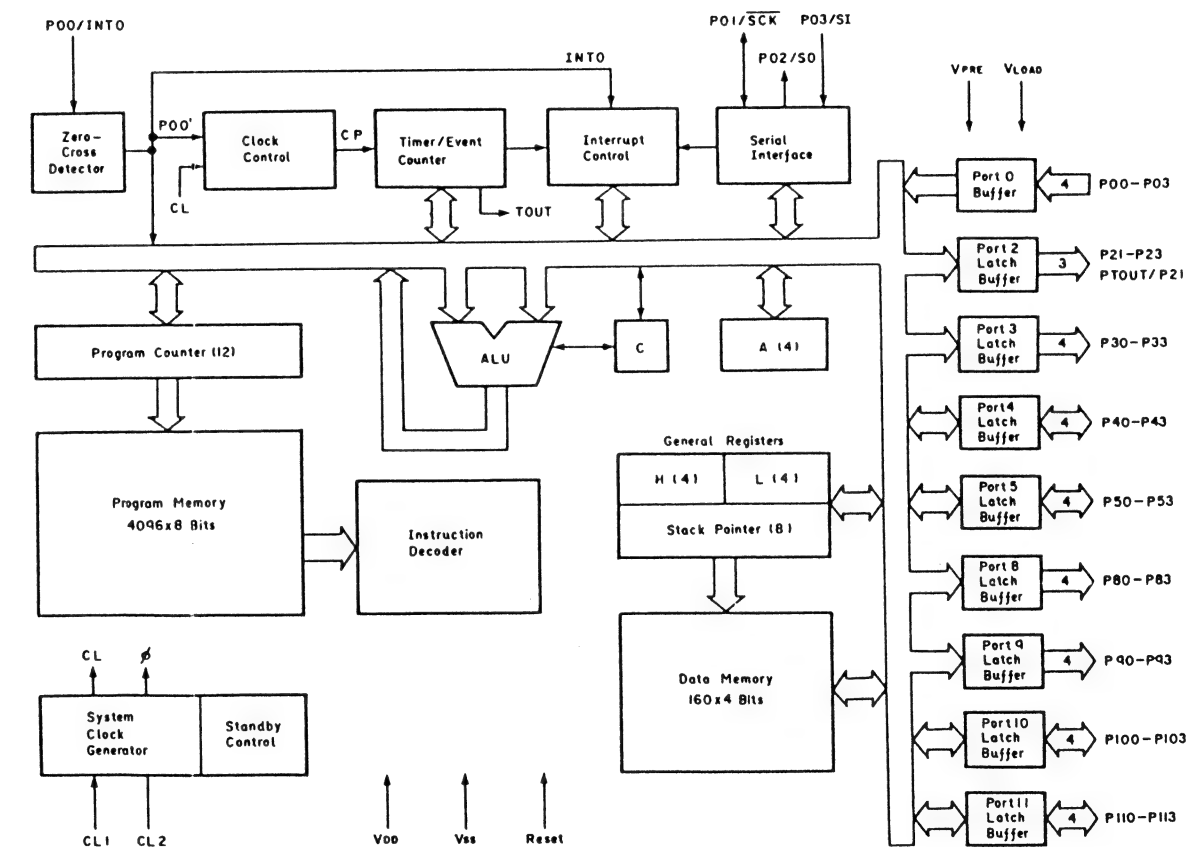 P00/INT0
P01/SCK
P03/SI
INT0
P02/S0
VPRE
VLOAD
Zero-
Cross
Detector
P00'
Clock
Control
CP
Timer/Event
Counter
Interrupt
Control
Serial
Interface
CL
TOUT
Port 0
Buffer
4
P00-P03
Port 2
Latch
Buffer
3
P21-P23
PTOUT/P21
Program Counter (12)
ALU
C
A (4)
Port 3
Latch
Buffer
4
P30-P33
Port 4
Latch
Buffer
4
P40-P43
General Registers
H (4)
L (4)
Stack Pointer (8)
Program Memory
4096x8 Bits
Instruction
Decoder
Port 5
Latch
Buffer
4
P50-P53
Port 8
Latch
Buffer
4
P80-P83
CL
ϕ
Data Memory
160x4 Bits
Port 9
Latch
Buffer
4
P90-P93
System
Clock
Generator
Standby
Control
Port 10
Latch
Buffer
4
P100-P103
Port 11
Latch
Buffer
4
P110-P113
CL1
CL2
VDD
VSS
Reset